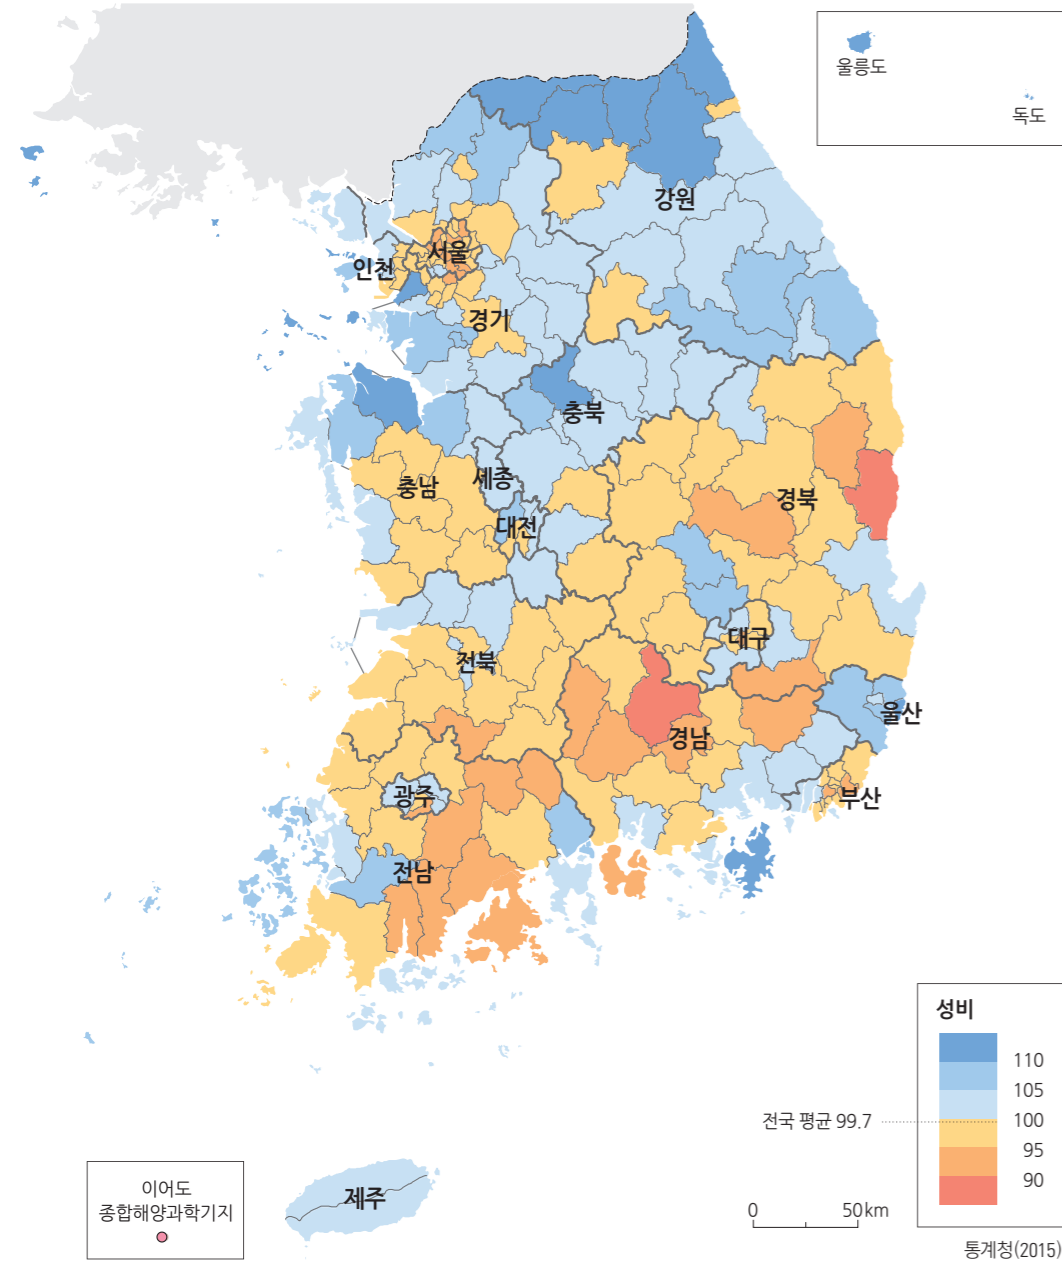 울릉도
독도
강원
서울
인천
경기
충북
세종
충남
경북
대전
대구
전북
울산
경남
광주
부산
전남
성비
110
105
100
전국 평균 99.7
95
90
이어도
종합해양과학기지
제주
0 50km
통계청(2015)